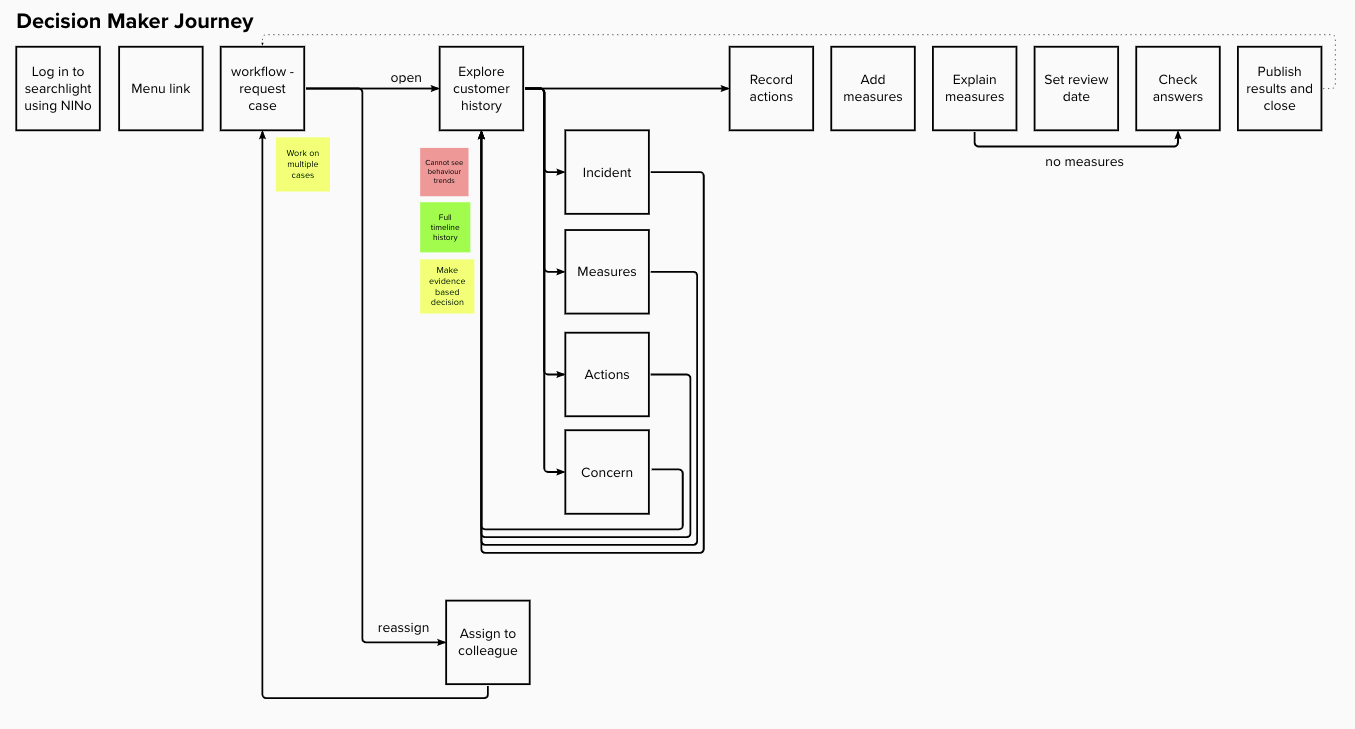 Decision Maker Journey
Log in to
searchlight
using NINo
Menu link
workflow -
request
case
open
Explore
customer
history
Record
actions
Add
measures
Explain
measures
Set review
date
Check
answers
Publish
results and
close
no measures
Work on
multiple
cases
Cannot see
behaviour
trends
Full
timeline
history
Make
evidence
based
decision
Incident
Measures
Actions
Concern
reassign
Assign to
colleague